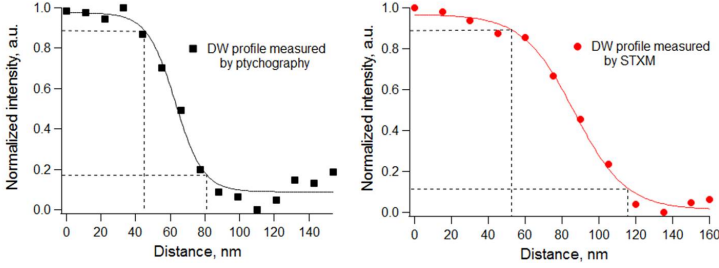 1.0
0.8
0.6
0.4
0.2
0.0
Normalized intensity, a.u.
DW profile measured
by ptychography
0 20 40 60 80 100 120 140
Distance, nm
1.0
0.8
0.6
0.4
0.2
0.0
Normalized intensity, a.u.
DW profile measured
by STXM
0 20 40 60 80 100 120 140 160
Distance, nm